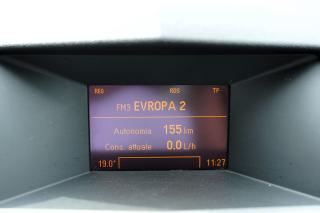 REG RDS TP
FM3 EVROPA 2
Autonomia 155 km
Cons. attuale 0.0 L/h
19.0° 11:27